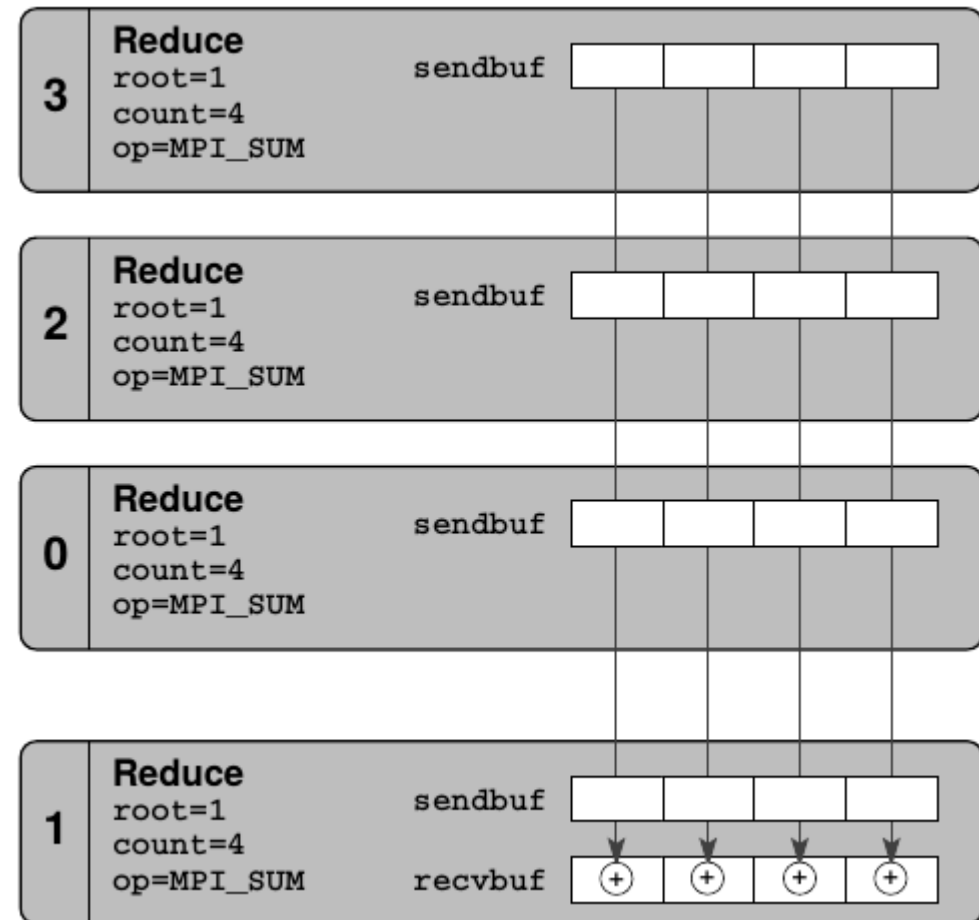 3
Reduce
root=1
count=4
op=MPI_SUM
sendbuf
2
Reduce
root=1
count=4
op=MPI_SUM
sendbuf
0
Reduce
root=1
count=4
op=MPI_SUM
sendbuf
1
Reduce
root=1
count=4
op=MPI_SUM
sendbuf
recvbuf
+ + + +